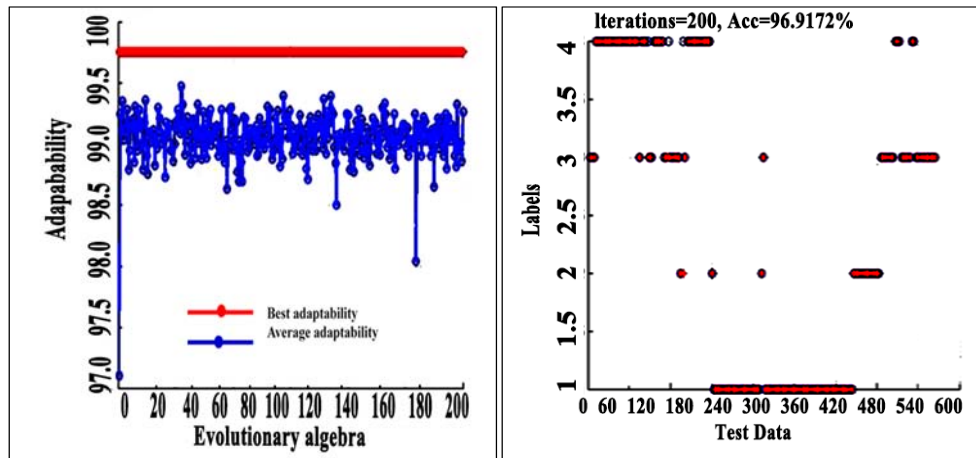 100
99.5
99.0
98.5
98.0
97.5
97.0
Adapabability
Best adaptability
Average adaptability
0 20 40 60 80 100 120 140 160 180 200
Evolutionary algebra
Iterations=200, Acc=96.9172%
4
3.5
3
2.5
2
1.5
1
Labels
0 60 120 180 240 300 360 420 480 540 600
Test Data